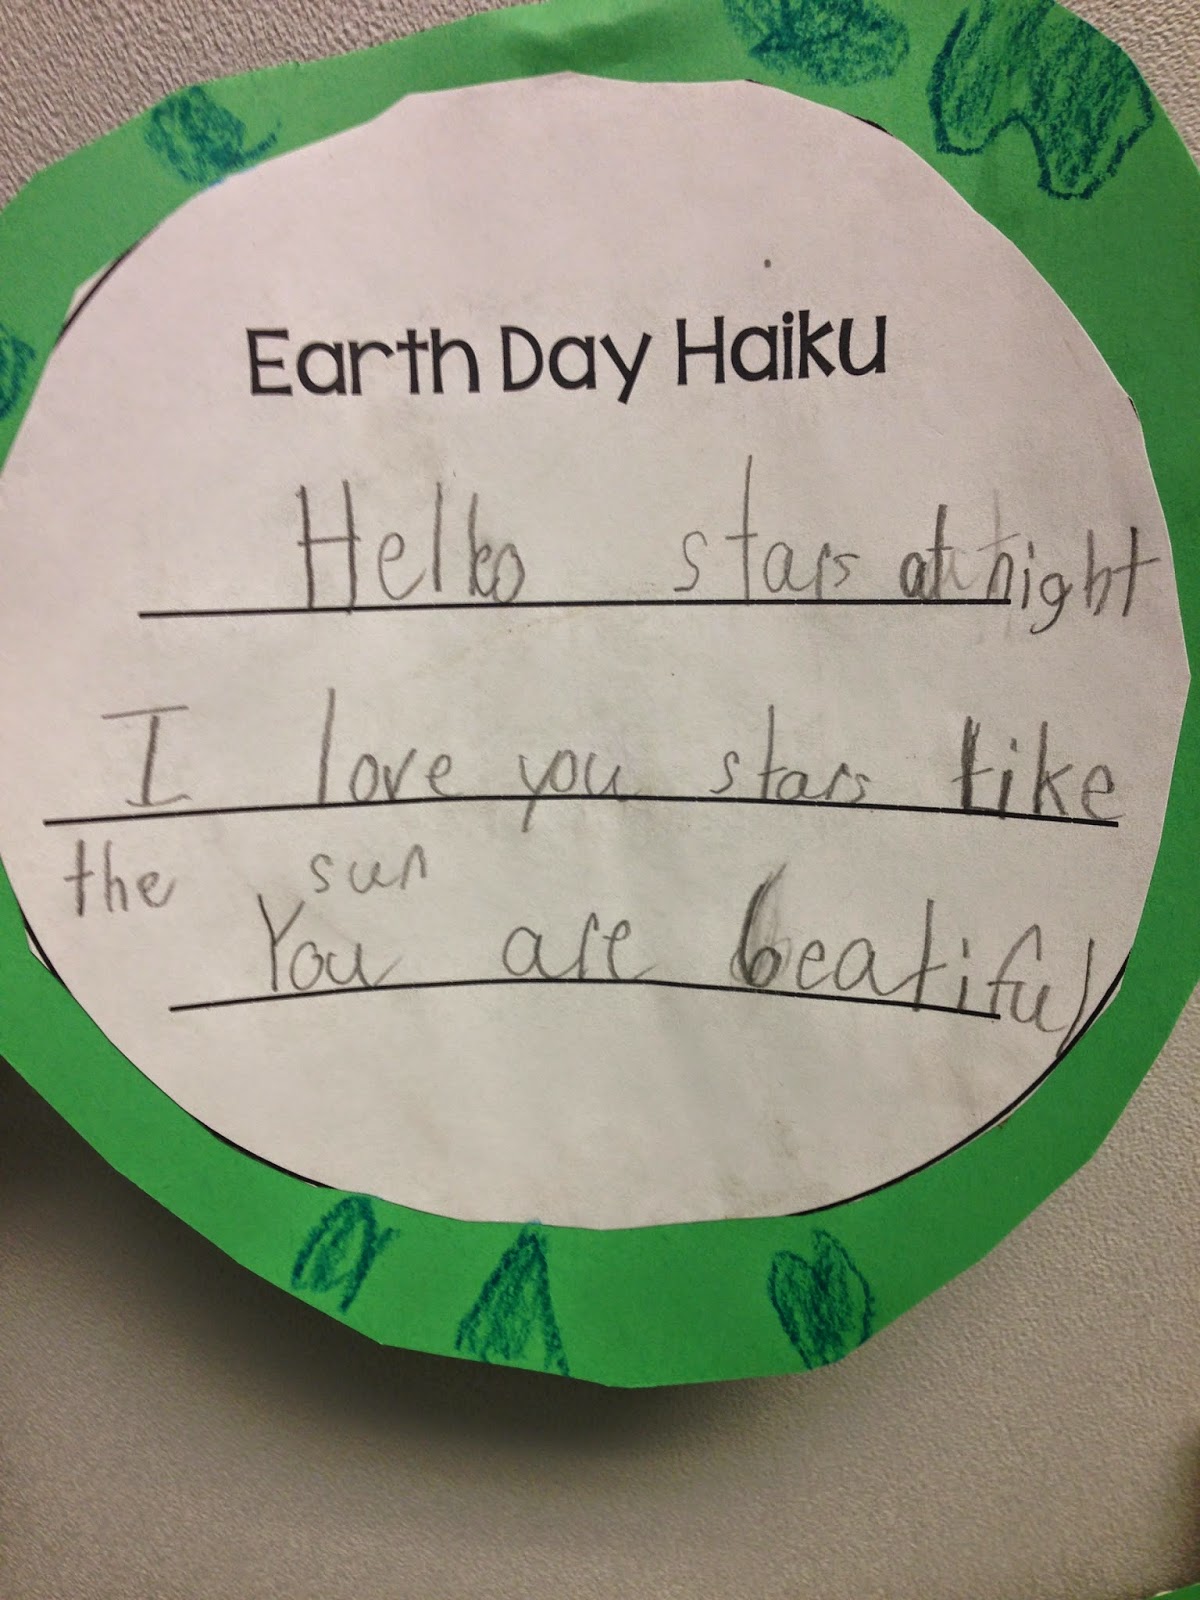 Earth Day Haiku
Hello stars at night
I love you stars like
the sun
You are beatiful